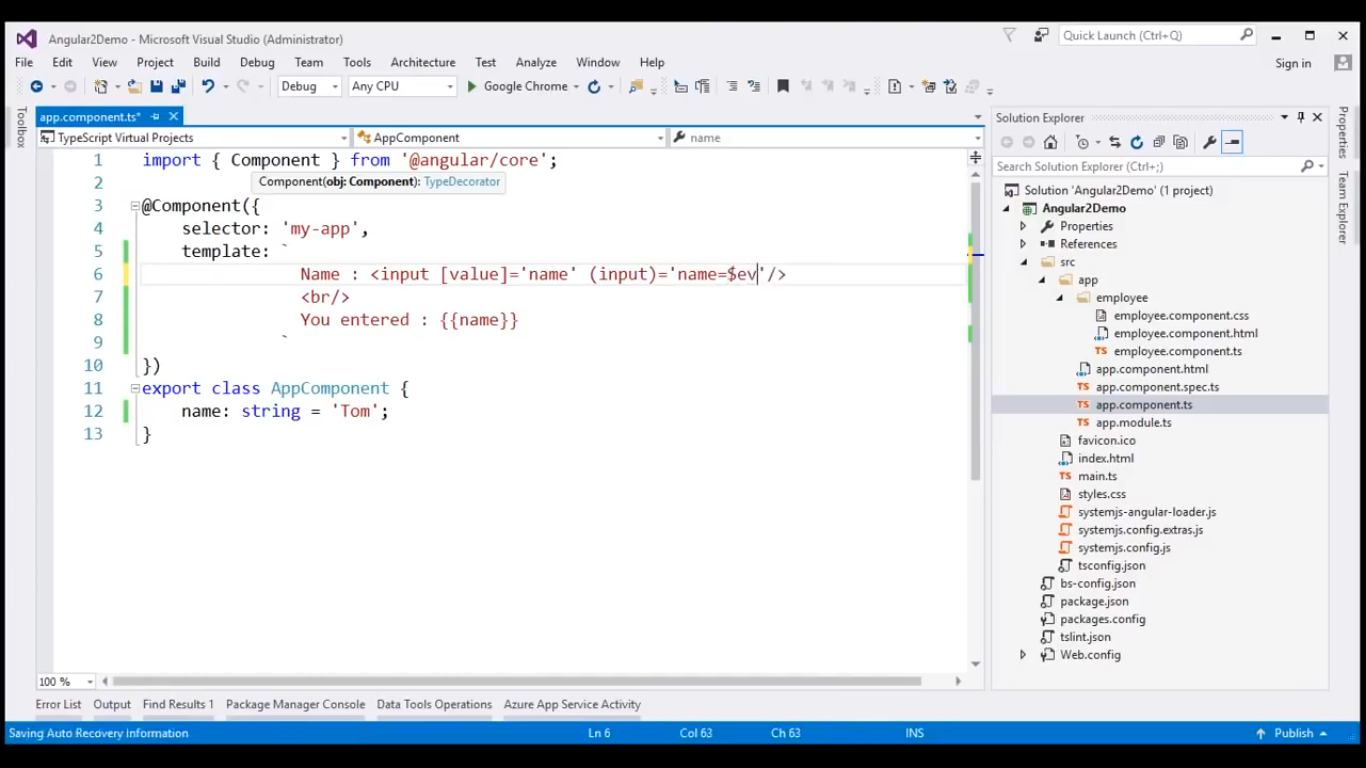 Angular2Demo - Microsoft Visual Studio (Administrator)
Quick Launch (Ctrl+Q)
File Edit View Project Build Debug Team Tools Architecture Test Analyze Window Help
Sign in
Debug Any CPU Google Chrome
Toolbox
app.component.ts*
TypeScript Virtual Projects AppComponent name
1 import { Component } from '@angular/core';
2
Component(obj: Component): TypeDecorator
3 @Component({
4 selector: 'my-app',
5 template: `
6 Name : <input [value]='name' (input)='name=$ev'/>
7 <br/>
8 You entered : {{name}}
9 `
10 })
11 export class AppComponent {
12 name: string = 'Tom';
13 }
100 %
Solution Explorer
Search Solution Explorer (Ctrl+;)
Solution 'Angular2Demo' (1 project)
Angular2Demo
Properties
References
src
app
employee
employee.component.css
employee.component.html
employee.component.ts
app.component.html
app.component.spec.ts
app.component.ts
app.module.ts
favicon.ico
index.html
main.ts
styles.css
systemjs-angular-loader.js
systemjs.config.extras.js
systemjs.config.js
tsconfig.json
bs-config.json
package.json
packages.config
tslint.json
Web.config
Properties
Team Explorer
Error List Output Find Results 1 Package Manager Console Data Tools Operations Azure App Service Activity
Saving Auto Recovery Information Ln 6 Col 63 Ch 63 INS Publish